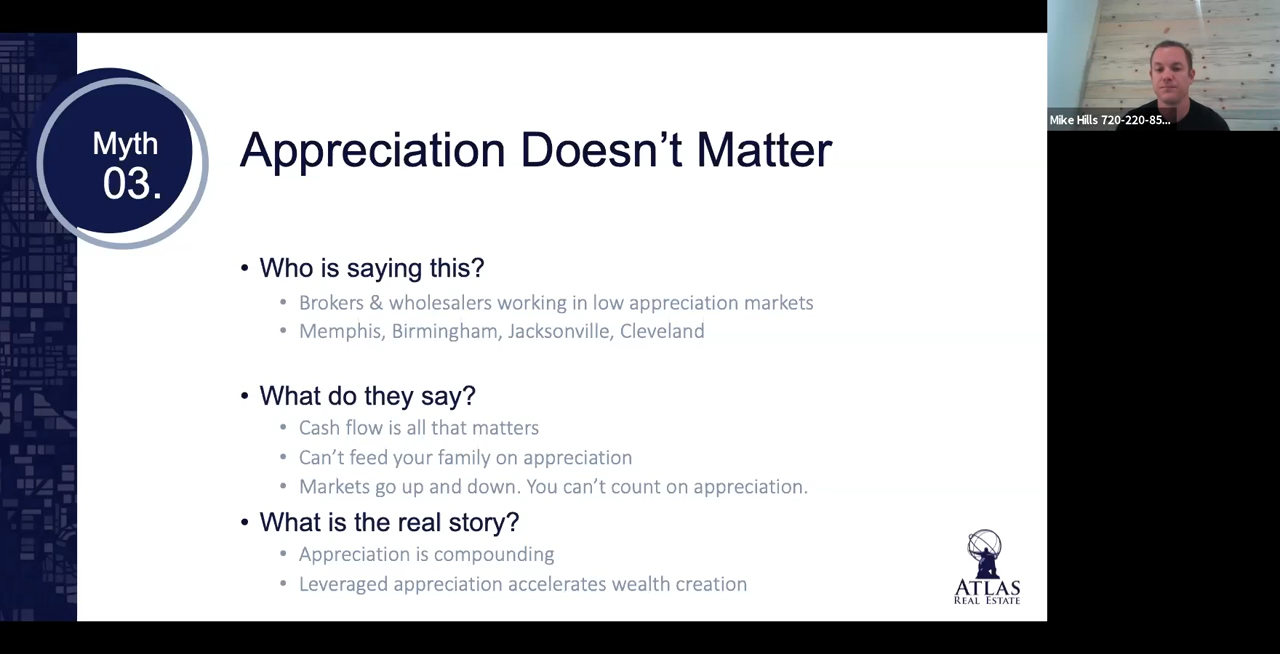 Myth
03.
Appreciation Doesn't Matter
• Who is saying this?
• Brokers & wholesalers working in low appreciation markets
• Memphis, Birmingham, Jacksonville, Cleveland
• What do they say?
• Cash flow is all that matters
• Can't feed your family on appreciation
• Markets go up and down. You can't count on appreciation.
• What is the real story?
• Appreciation is compounding
• Leveraged appreciation accelerates wealth creation
ATLAS
REAL ESTATE
Mike Hills 720-220-85...